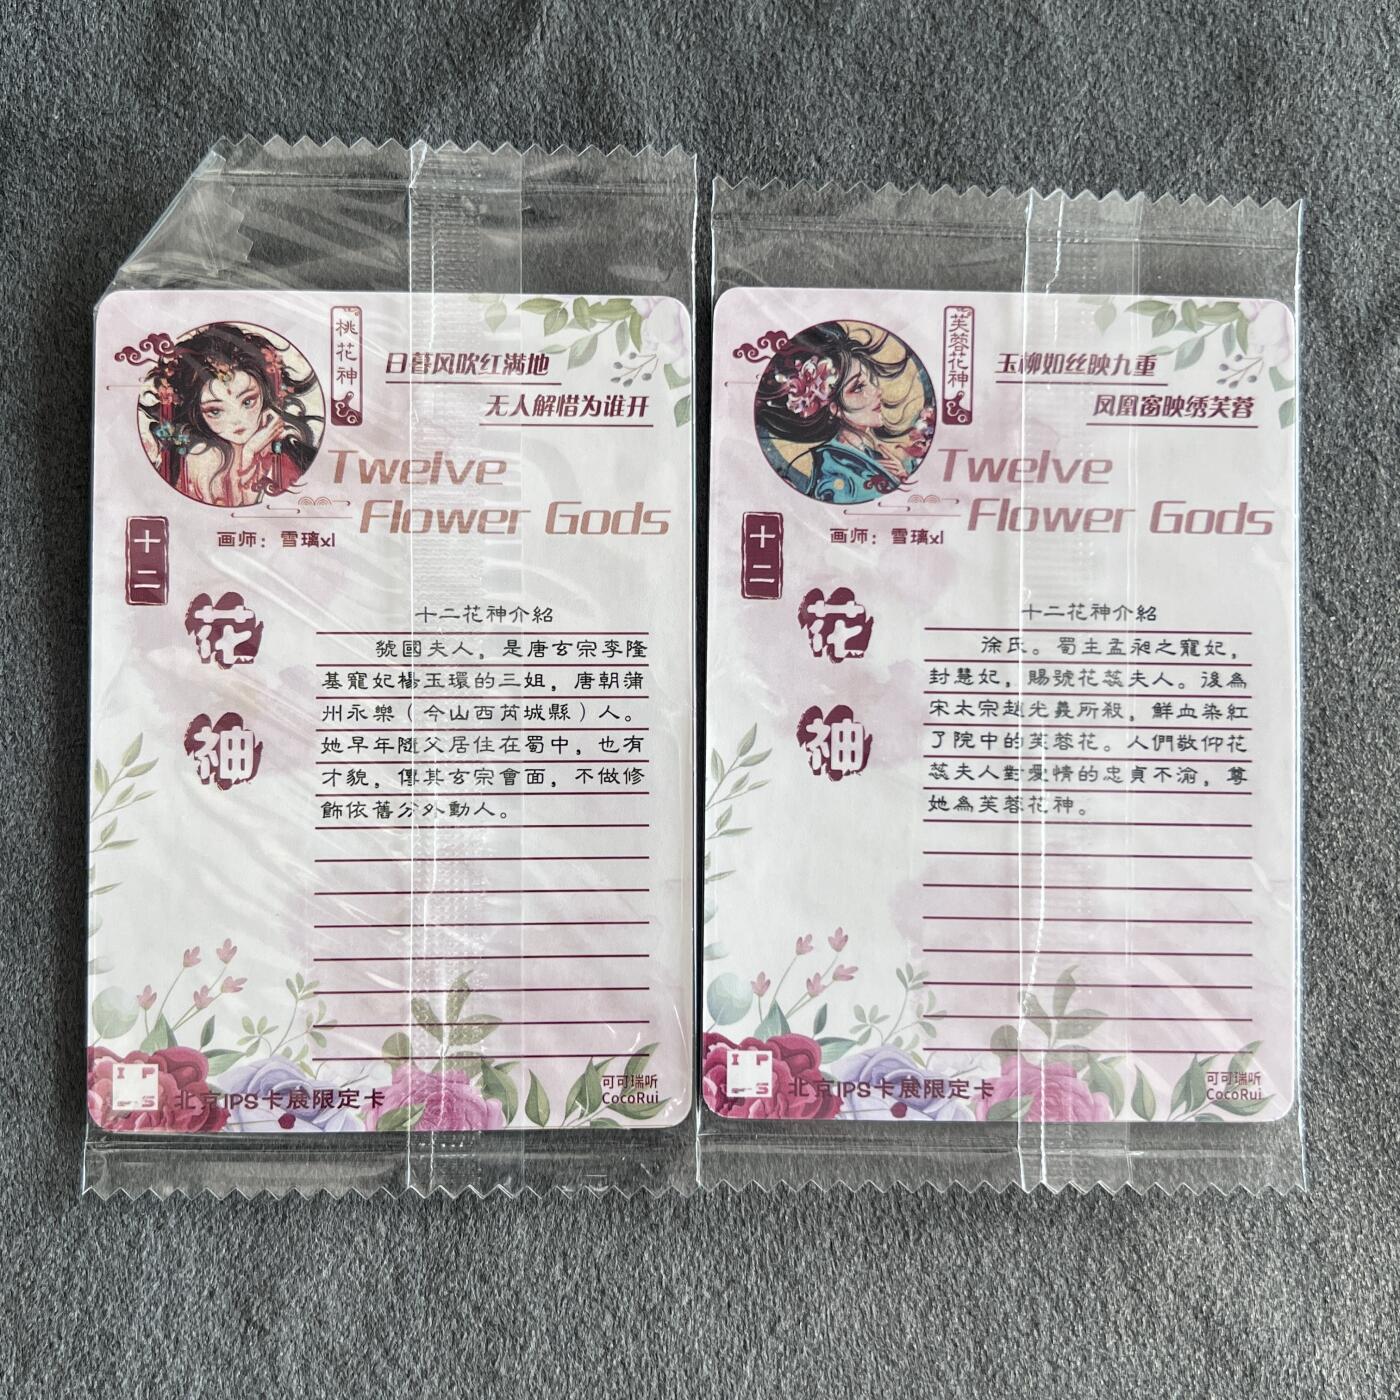 桃花神
日暮风吹红满地
无人解惜为谁开
Twelve
Flower Gods
画师：雪璃xl
十二
花神
十二花神介紹
虢國夫人，是唐玄宗李隆
基寵妃楊玉環的三姐，唐朝蒲
州永樂（今山西芮城縣）人。
她早年隨父居住在蜀中，也有
才貌，傳其玄宗會面，不做修
飾依舊分外動人。
IPS
北京IPS卡展限定卡
可可瑞听
CocoRui
芙蓉花神
玉柳如丝映九重
凤凰窗映绣芙蓉
Twelve
Flower Gods
画师：雪璃xl
十二
花神
十二花神介紹
徐氏。蜀主孟昶之寵妃，
封慧妃，賜號花蕊夫人。後為
宋太宗趙光義所殺，鮮血染紅
了院中的芙蓉花。人們敬仰花
蕊夫人對愛情的忠貞不渝，尊
她為芙蓉花神。
IPS
北京IPS卡展限定卡
可可瑞听
CocoRui